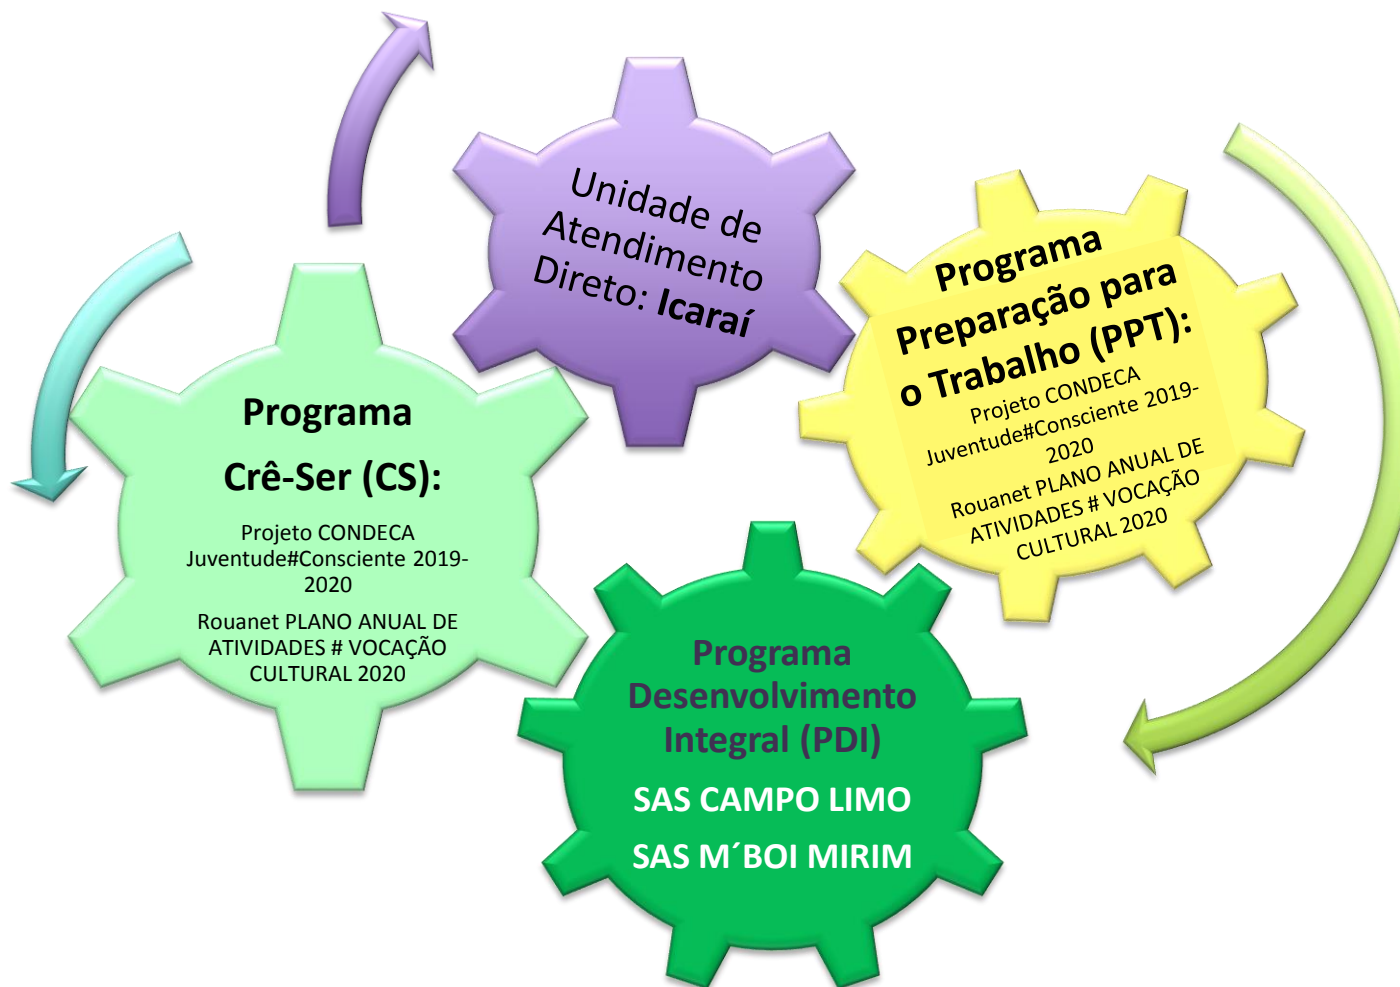 Unidade de
Atendimento
Direto: Icaraí
Programa
Preparação para
o Trabalho (PPT):
Projeto CONDECA
Juventude#Consciente 2019-
2020
Rouanet PLANO ANUAL DE
ATIVIDADES # VOCAÇÃO
CULTURAL 2020
Programa
Crê-Ser (CS):
Projeto CONDECA
Juventude#Consciente 2019-
2020
Rouanet PLANO ANUAL DE
ATIVIDADES # VOCAÇÃO
CULTURAL 2020
Programa
Desenvolvimento
Integral (PDI)
SAS CAMPO LIMO
SAS M´BOI MIRIM